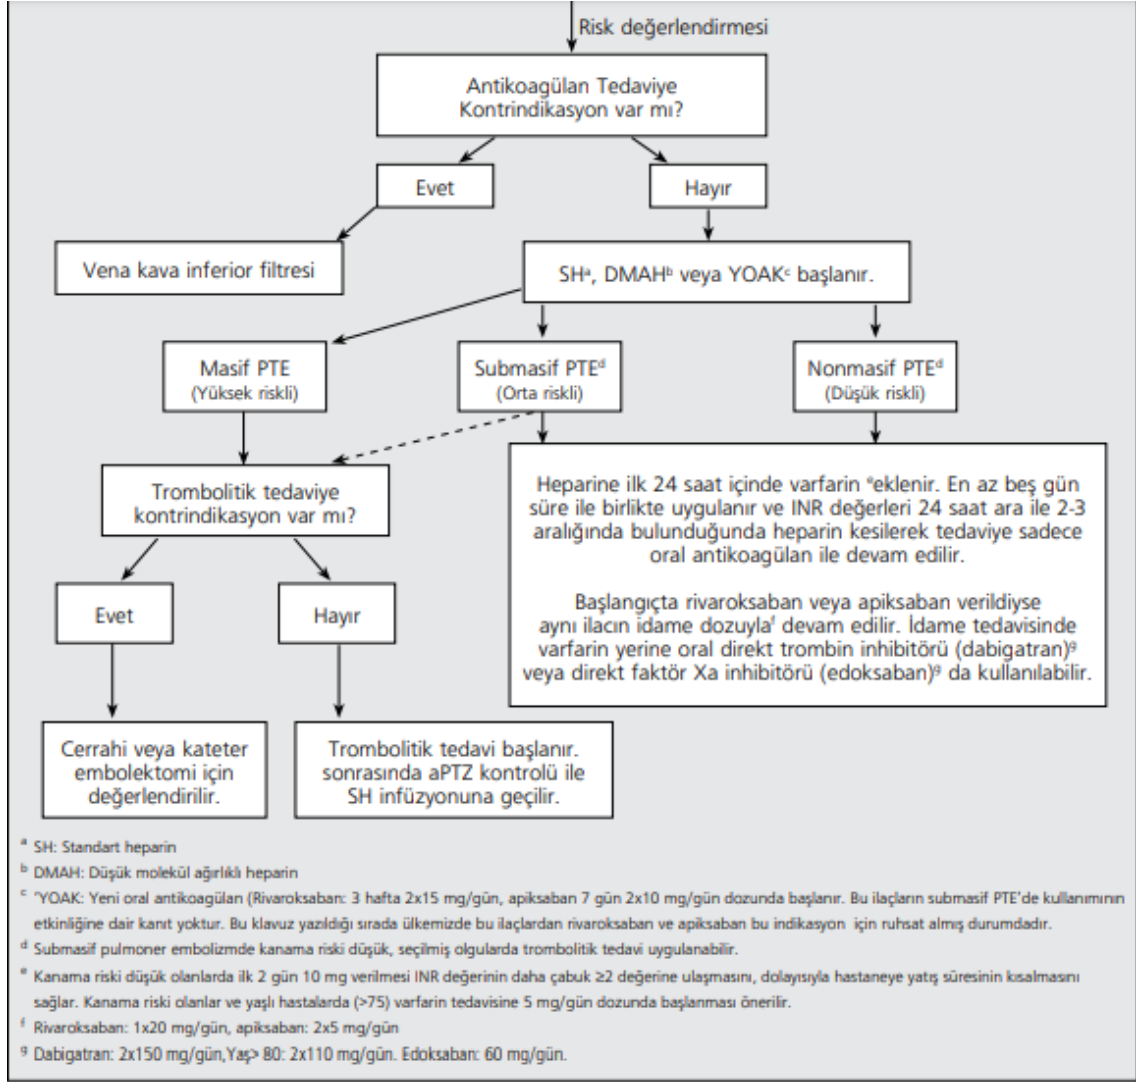 Risk değerlendirmesi
Antikoagülan Tedaviye
Kontrindikasyon var mı?
Evet
Hayır
Vena kava inferior filtresi
SHᵃ, DMAHᵇ veya YOAKᶜ başlanır.
Masif PTE
(Yüksek riskli)
Submasif PTEᵈ
(Orta riskli)
Nonmasif PTEᵈ
(Düşük riskli)
Trombolitik tedaviye
kontrindikasyon var mı?
Heparine ilk 24 saat içinde varfarin ᵉeklenir. En az beş gün
süre ile birlikte uygulanır ve INR değerleri 24 saat ara ile 2-3
aralığında bulunduğunda heparin kesilerek tedaviye sadece
oral antikoagülan ile devam edilir.
Başlangıçta rivaroksaban veya apiksaban verildiyse
aynı ilacın idame dozuylaᶠ devam edilir. İdame tedavisinde
varfarin yerine oral direkt trombin inhibitörü (dabigatran)ᵍ
veya direkt faktör Xa inhibitörü (edoksaban)ᵍ da kullanılabilir.
Evet
Hayır
Cerrahi veya kateter
embolektomi için
değerlendirilir.
Trombolitik tedavi başlanır.
sonrasında aPTZ kontrolü ile
SH infüzyonuna geçilir.
ᵃ SH: Standart heparin
ᵇ DMAH: Düşük molekül ağırlıklı heparin
ᶜ ‘YOAK: Yeni oral antikoagülan (Rivaroksaban: 3 hafta 2x15 mg/gün, apiksaban 7 gün 2x10 mg/gün dozunda başlanır. Bu ilaçların submasif PTE’de kullanımının
etkinliğine dair kanıt yoktur. Bu klavuz yazıldığı sırada ülkemizde bu ilaçlardan rivaroksaban ve apiksaban bu indikasyon için ruhsat almış durumdadır.
ᵈ Submasif pulmoner embolizmde kanama riski düşük, seçilmiş olgularda trombolitik tedavi uygulanabilir.
ᵉ Kanama riski düşük olanlarda ilk 2 gün 10 mg verilmesi INR değerinin daha çabuk ≥2 değerine ulaşmasını, dolayısıyla hastaneye yatış süresinin kısalmasını
sağlar. Kanama riski olanlar ve yaşlı hastalarda (>75) varfarin tedavisine 5 mg/gün dozunda başlanması önerilir.
ᶠ Rivaroksaban: 1x20 mg/gün, apiksaban: 2x5 mg/gün
ᵍ Dabigatran: 2x150 mg/gün,Yaş> 80: 2x110 mg/gün. Edoksaban: 60 mg/gün.